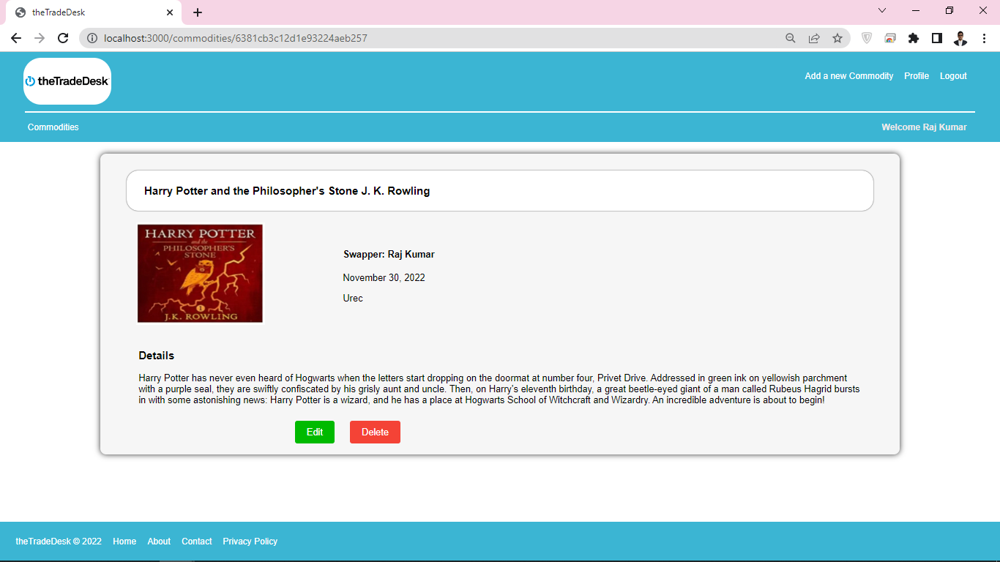 theTradeDesk
localhost:3000/commodities/6381cb3c12d1e93224aeb257
theTradeDesk
Add a new Commodity Profile Logout
Commodities
Welcome Raj Kumar
Harry Potter and the Philosopher's Stone J. K. Rowling
HARRY POTTER
and the
PHILOSOPHER'S
STONE
1
J.K. ROWLING
Swapper: Raj Kumar
November 30, 2022
Urec
Details
Harry Potter has never even heard of Hogwarts when the letters start dropping on the doormat at number four, Privet Drive. Addressed in green ink on yellowish parchment
with a purple seal, they are swiftly confiscated by his grisly aunt and uncle. Then, on Harry's eleventh birthday, a great beetle-eyed giant of a man called Rubeus Hagrid bursts
in with some astonishing news: Harry Potter is a wizard, and he has a place at Hogwarts School of Witchcraft and Wizardry. An incredible adventure is about to begin!
Edit Delete
theTradeDesk © 2022 Home About Contact Privacy Policy